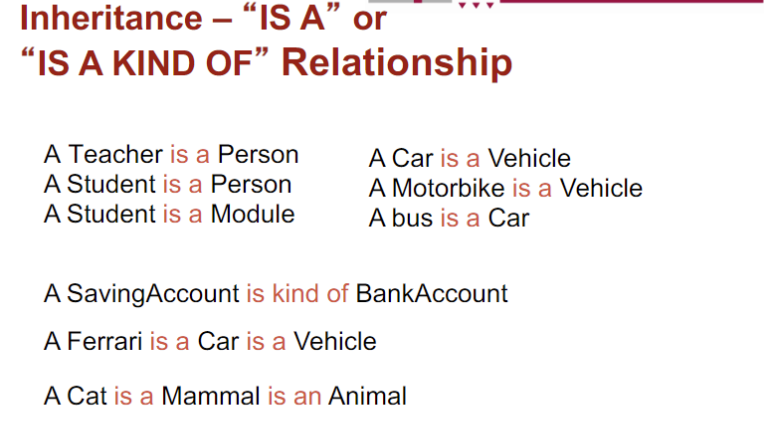 Inheritance – “IS A” or
“IS A KIND OF” Relationship
A Teacher is a Person
A Student is a Person
A Student is a Module
A Car is a Vehicle
A Motorbike is a Vehicle
A bus is a Car
A SavingAccount is kind of BankAccount
A Ferrari is a Car is a Vehicle
A Cat is a Mammal is an Animal